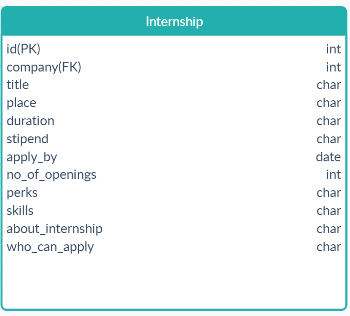 Internship
id(PK) int
company(FK) int
title char
place char
duration char
stipend char
apply_by date
no_of_openings int
perks char
skills char
about_internship char
who_can_apply char